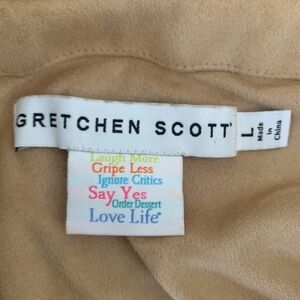 GRETCHEN SCOTT®
L
Made
in
China
Laugh More
Gripe Less
Ignore Critics
Say Yes
Order Dessert
Love Life®